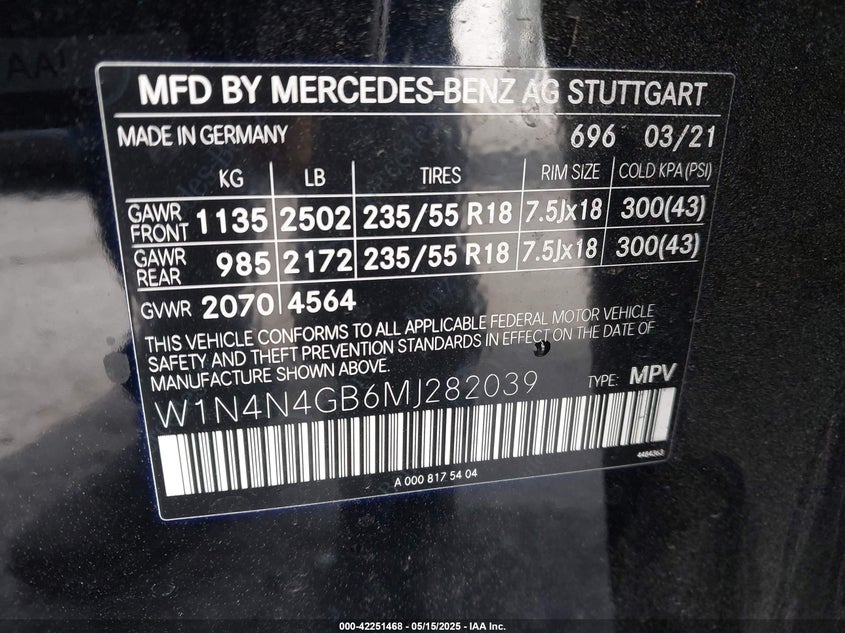 MFD BY MERCEDES-BENZ AG STUTTGART
MADE IN GERMANY 696 03/21
KG LB TIRES RIM SIZE COLD KPA (PSI)
GAWR FRONT 1135 2502 235/55 R18 7.5Jx18 300(43)
GAWR REAR 985 2172 235/55 R18 7.5Jx18 300(43)
GVWR 2070 4564
THIS VEHICLE CONFORMS TO ALL APPLICABLE FEDERAL MOTOR VEHICLE
SAFETY AND THEFT PREVENTION STANDARDS IN EFFECT ON THE DATE OF
MANUFACTURE SHOWN ABOVE.
W1N4N4GB6MJ282039 TYPE: MPV
4484363
A 000 817 54 04
000-42251468 - 05/15/2025 - IAA Inc.